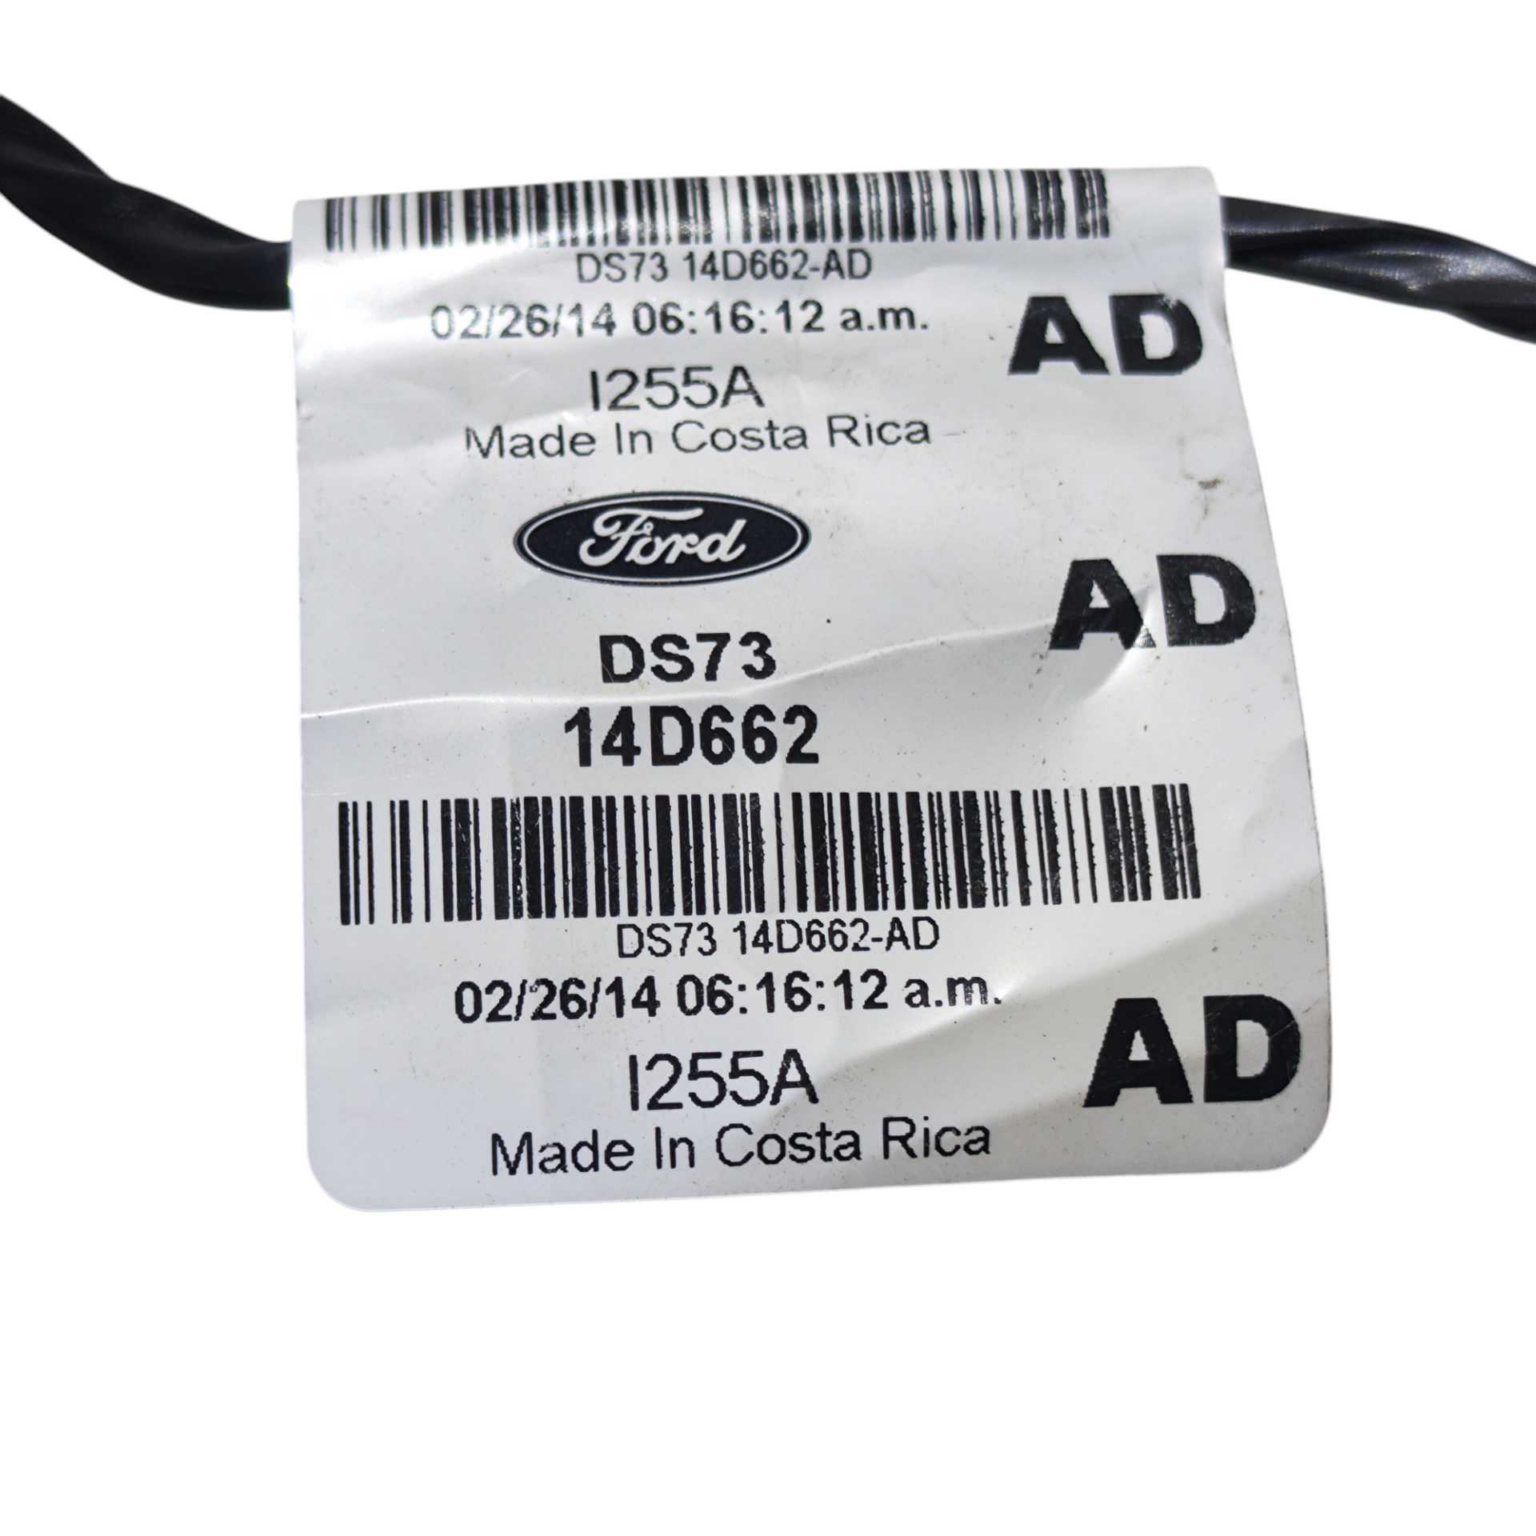 DS73 14D662-AD
02/26/14 06:16:12 a.m.
AD
I255A
Made In Costa Rica
Ford
AD
DS73
14D662
DS73 14D662-AD
02/26/14 06:16:12 a.m.
AD
I255A
Made In Costa Rica